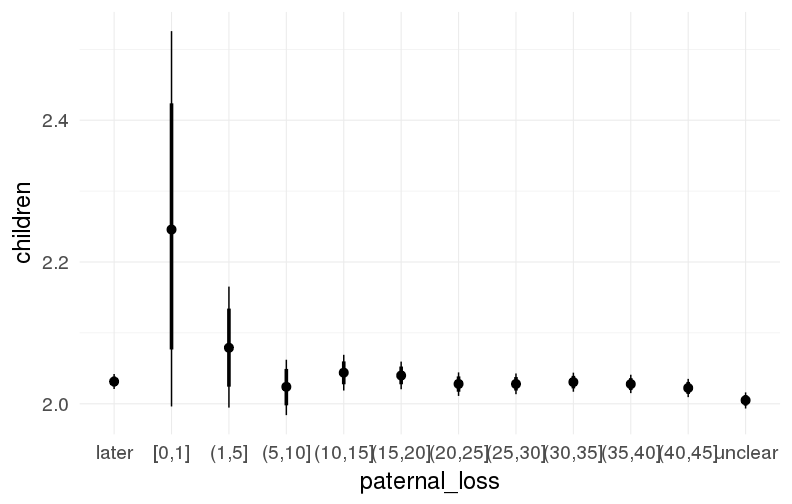 children
2.4
2.2
2.0
later [0,1] (1,5] (5,10] (10,15] (15,20] (20,25] (25,30] (30,35] (35,40] (40,45] unclear
paternal_loss